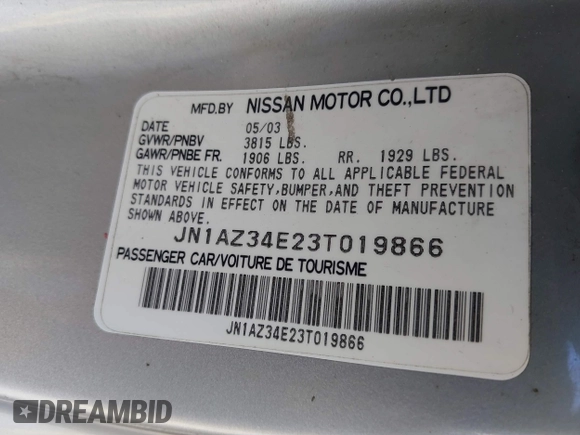 MFD.BY NISSAN MOTOR CO.,LTD
DATE 05/03
GVWR/PNBV 3815 LBS.
GAWR/PNBE FR. 1906 LBS. RR. 1929 LBS.
THIS VEHICLE CONFORMS TO ALL APPLICABLE FEDERAL
MOTOR VEHICLE SAFETY,BUMPER,AND THEFT PREVENTION
STANDARDS IN EFFECT ON THE DATE OF MANUFACTURE
SHOWN ABOVE.
JN1AZ34E23T019866
PASSENGER CAR/VOITURE DE TOURISME
JN1AZ34E23T019866
DREAMBID